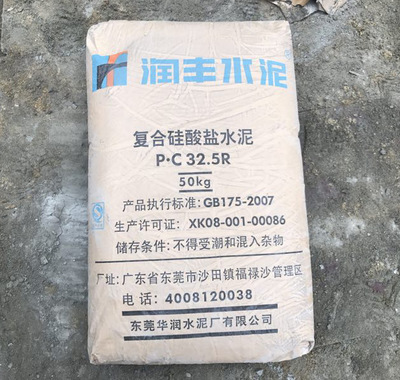 润丰水泥
复合硅酸盐水泥
P·C 32.5R
50kg
产品执行标准:GB175-2007
生产许可证: XK08-001-00086
储存条件:不得受潮和混入杂物
厂址:广东省东莞市沙田镇福禄沙管理区
电话:4008120038
东莞华润水泥厂有限公司